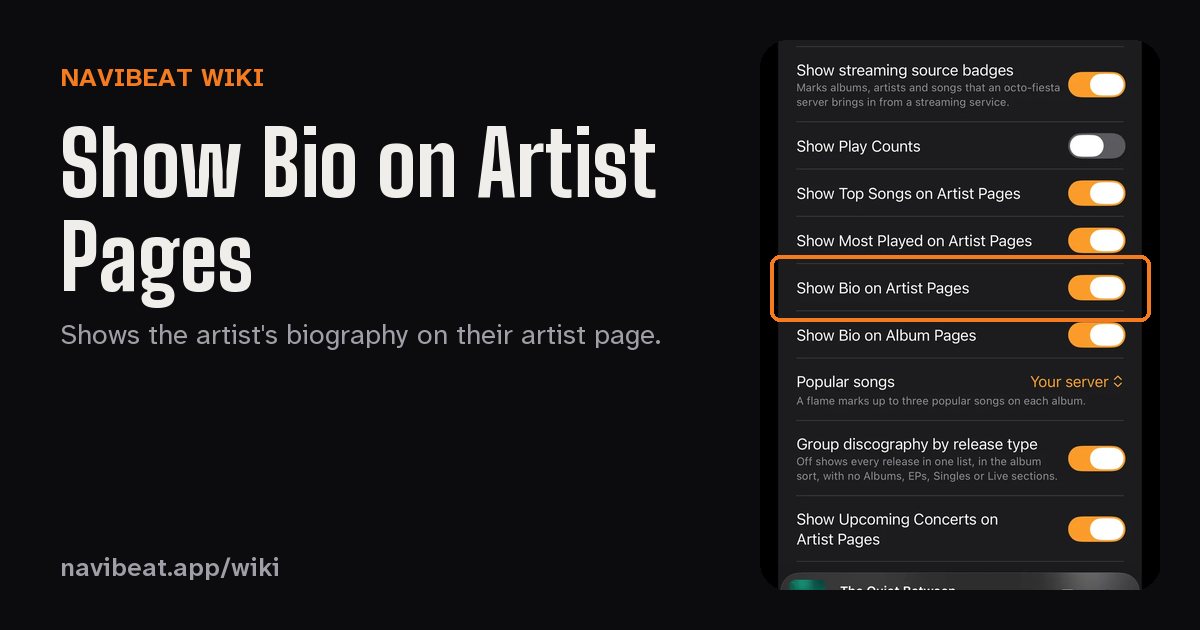 NAVIBEAT WIKI
Show Bio on Artist
Pages
Shows the artist's biography on their artist page.
navibeat.app/wiki
Show streaming source badges
Marks albums, artists and songs that an octo-fiesta
server brings in from a streaming service.
Show Play Counts
Show Top Songs on Artist Pages
Show Most Played on Artist Pages
Show Bio on Artist Pages
Show Bio on Album Pages
Popular songs
Your server
A flame marks up to three popular songs on each album.
Group discography by release type
Off shows every release in one list, in the album
sort, with no Albums, EPs, Singles or Live sections.
Show Upcoming Concerts on
Artist Pages
The Quiet Between